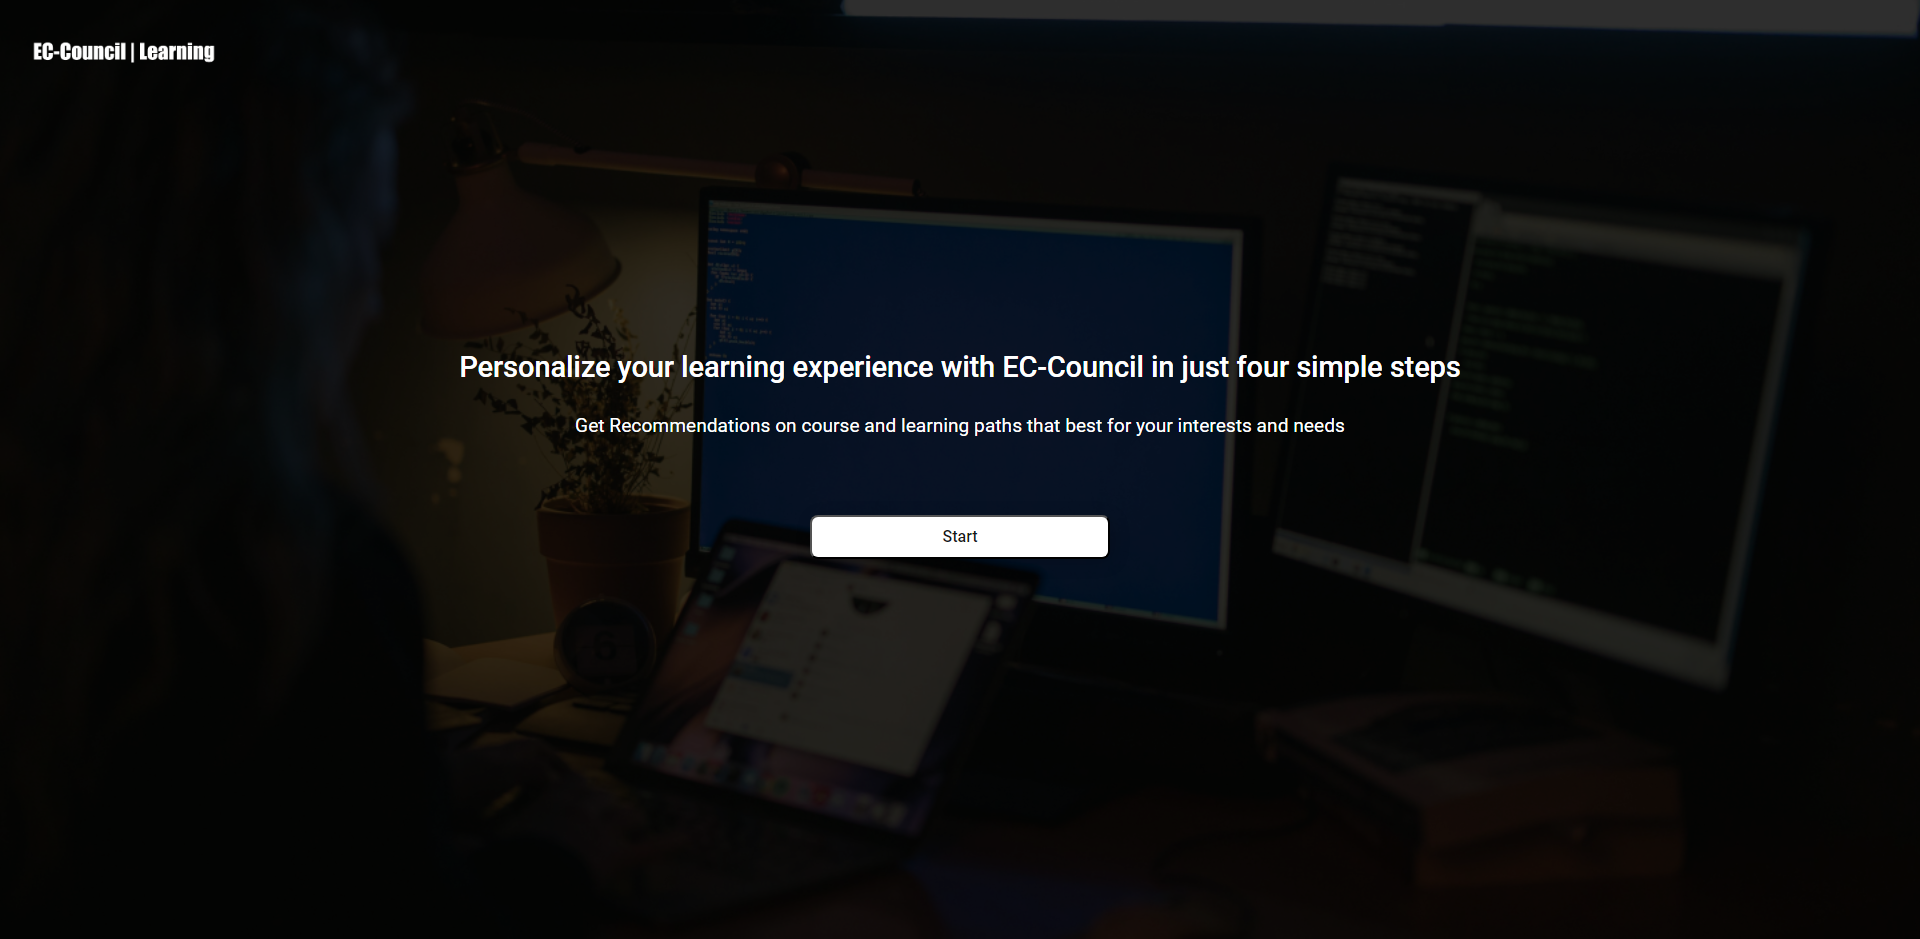 EC-Council | Learning
Personalize your learning experience with EC-Council in just four simple steps
Get Recommendations on course and learning paths that best for your interests and needs
Start